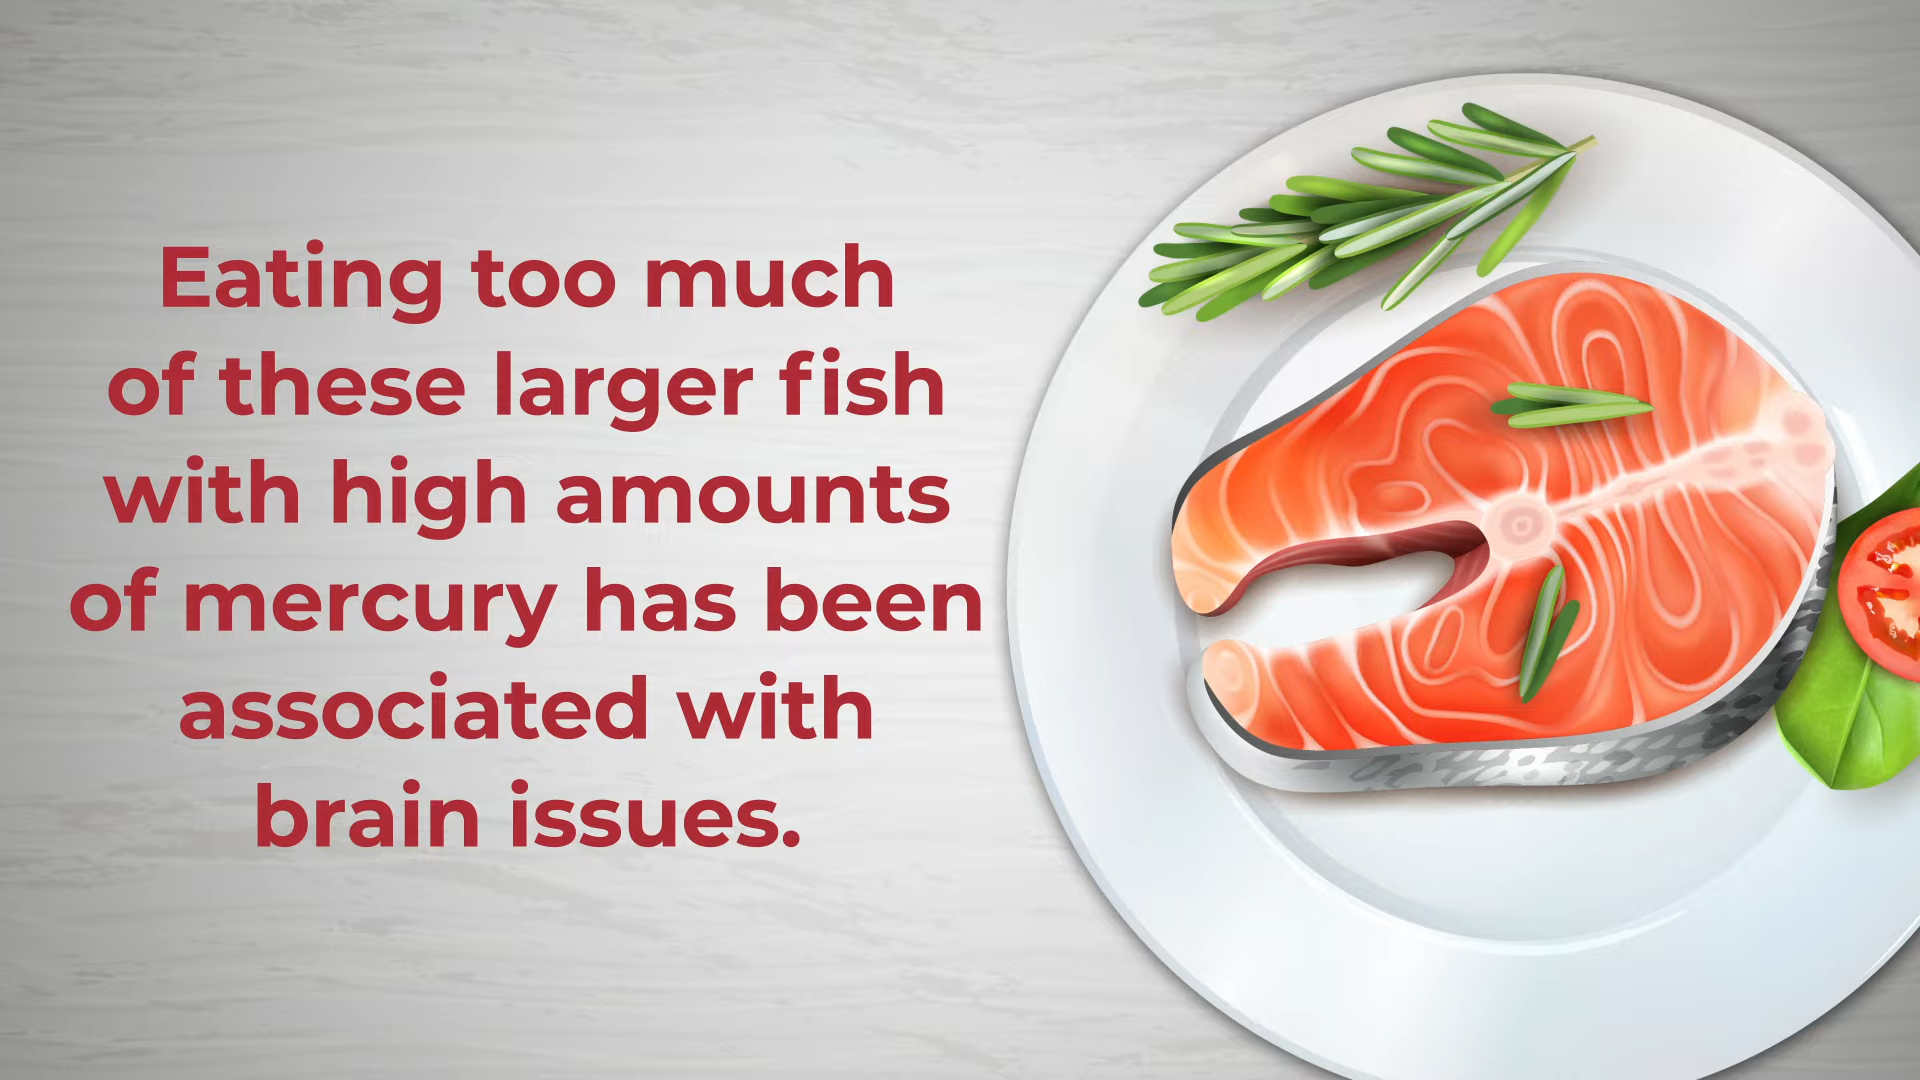 Eating too much
of these larger fish
with high amounts
of mercury has been
associated with
brain issues.